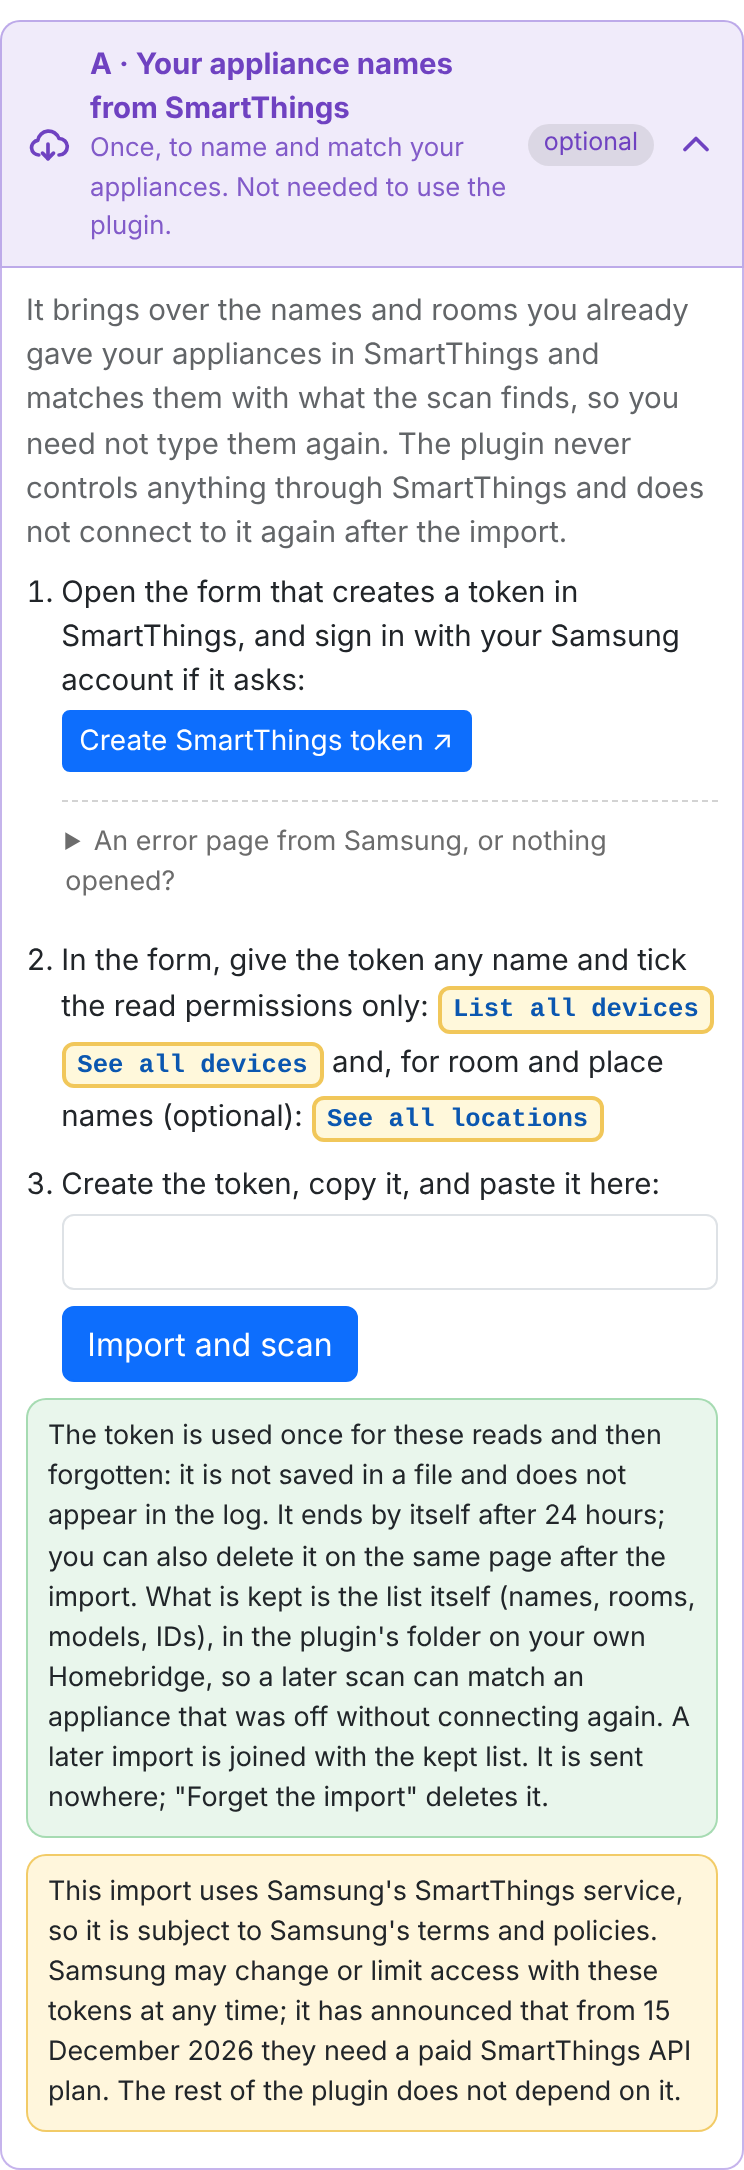 A · Your appliance names
from SmartThings
Once, to name and match your
appliances. Not needed to use the
plugin.
optional
It brings over the names and rooms you already
gave your appliances in SmartThings and
matches them with what the scan finds, so you
need not type them again. The plugin never
controls anything through SmartThings and does
not connect to it again after the import.
1. Open the form that creates a token in
SmartThings, and sign in with your Samsung
account if it asks:
Create SmartThings token ↗
▶ An error page from Samsung, or nothing
opened?
2. In the form, give the token any name and tick
the read permissions only: List all devices
See all devices and, for room and place
names (optional): See all locations
3. Create the token, copy it, and paste it here:
Import and scan
The token is used once for these reads and then
forgotten: it is not saved in a file and does not
appear in the log. It ends by itself after 24 hours;
you can also delete it on the same page after the
import. What is kept is the list itself (names, rooms,
models, IDs), in the plugin's folder on your own
Homebridge, so a later scan can match an
appliance that was off without connecting again. A
later import is joined with the kept list. It is sent
nowhere; "Forget the import" deletes it.
This import uses Samsung's SmartThings service,
so it is subject to Samsung's terms and policies.
Samsung may change or limit access with these
tokens at any time; it has announced that from 15
December 2026 they need a paid SmartThings API
plan. The rest of the plugin does not depend on it.